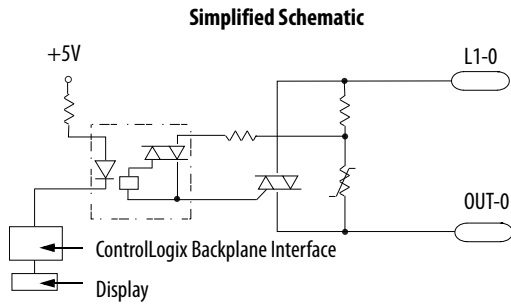 Simplified Schematic
+5V
L1-0
OUT-0
ControlLogix Backplane Interface
Display